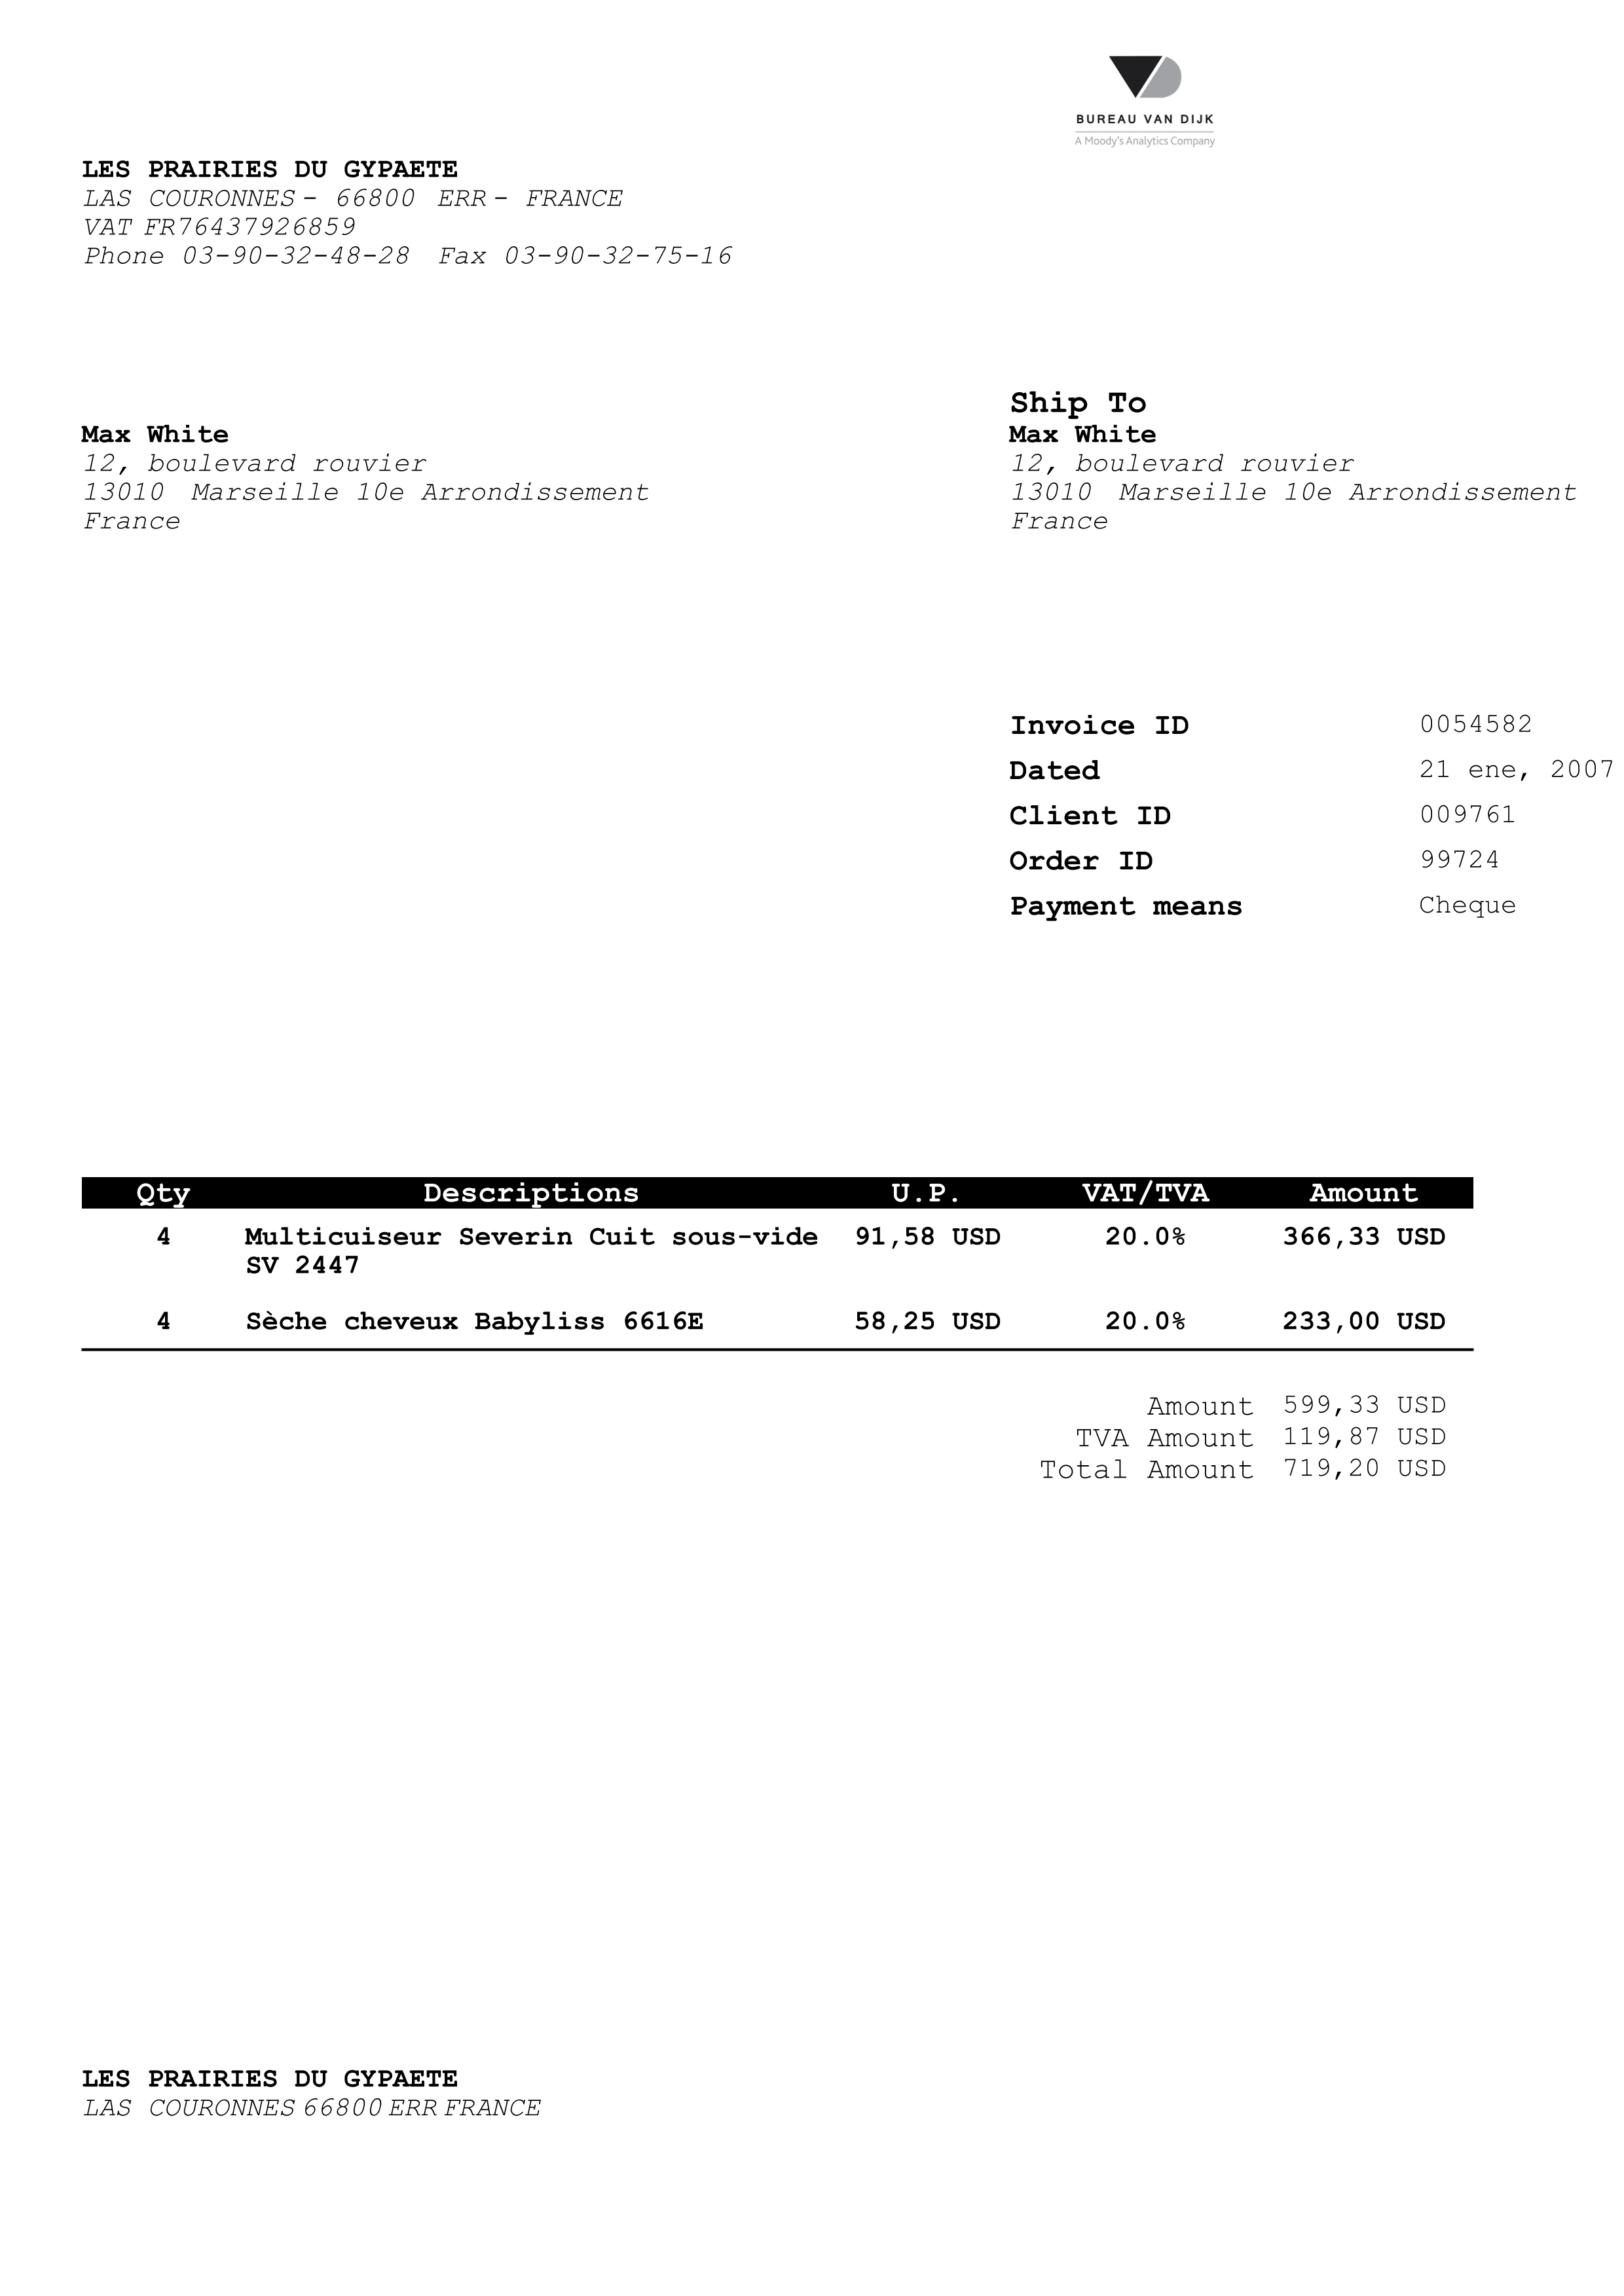 BUREAU VAN DIJK
A Moody's Analytics Company
LES PRAIRIES DU GYPAETE
LAS COURONNES - 66800 ERR - FRANCE
VAT FR76437926859
Phone 03-90-32-48-28 Fax 03-90-32-75-16
Max White
12, boulevard rouvier
13010 Marseille 10e Arrondissement
France
Ship To
Max White
12, boulevard rouvier
13010 Marseille 10e Arrondissement
France
Invoice ID 0054582
Dated 21 ene, 2007
Client ID 009761
Order ID 99724
Payment means Cheque
Qty Descriptions U.P. VAT/TVA Amount
4 Multicuiseur Severin Cuit sous-vide 91,58 USD 20.0% 366,33 USD
SV 2447
4 Sèche cheveux Babyliss 6616E 58,25 USD 20.0% 233,00 USD
Amount 599,33 USD
TVA Amount 119,87 USD
Total Amount 719,20 USD
LES PRAIRIES DU GYPAETE
LAS COURONNES 66800 ERR FRANCE